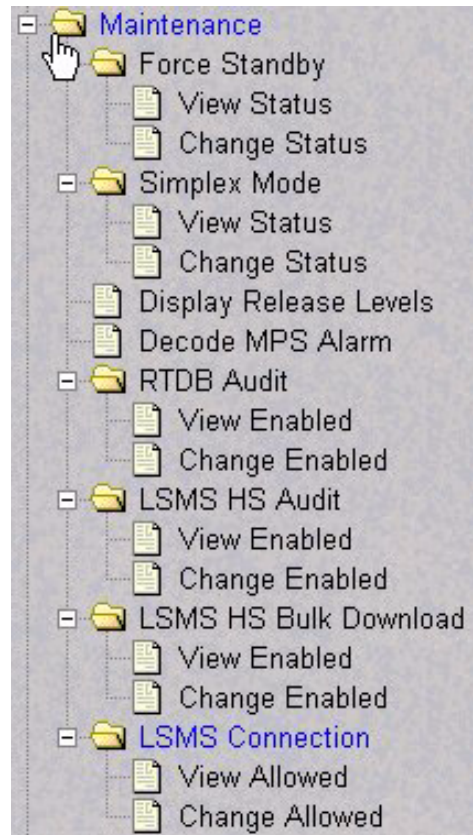 Maintenance
Force Standby
View Status
Change Status
Simplex Mode
View Status
Change Status
Display Release Levels
Decode MPS Alarm
RTDB Audit
View Enabled
Change Enabled
LSMS HS Audit
View Enabled
Change Enabled
LSMS HS Bulk Download
View Enabled
Change Enabled
LSMS Connection
View Allowed
Change Allowed